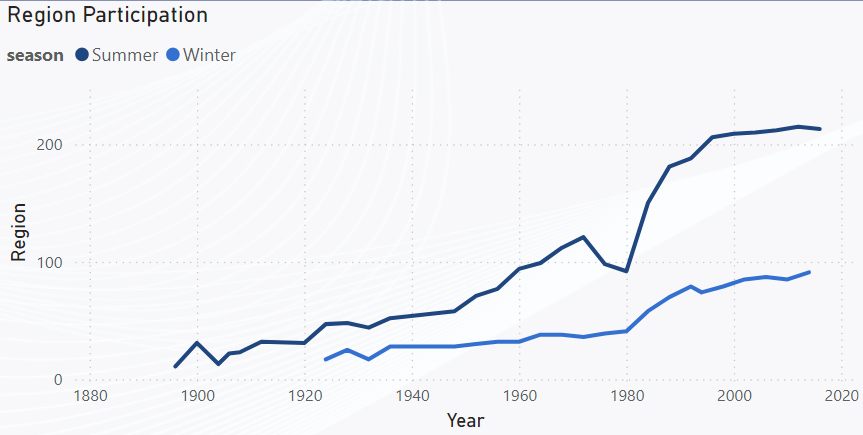 Region Participation
season Summer Winter
200
100
0
Region
1880 1900 1920 1940 1960 1980 2000 2020
Year